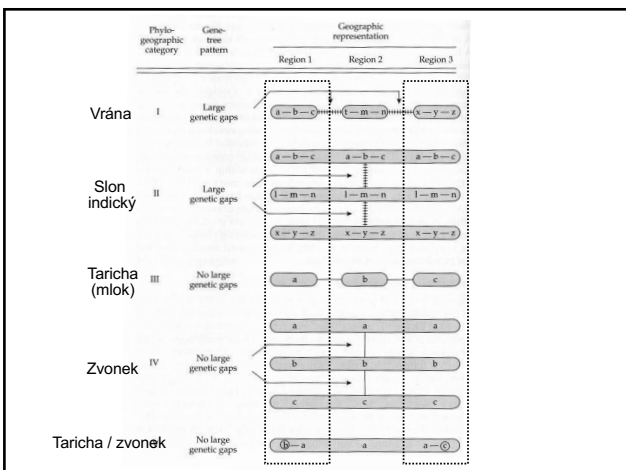 Phylo-
geographic
category
Gene-
tree
pattern
Geographic
representation
Region 1 Region 2 Region 3
Vrána I Large
genetic gaps
a — b — c t — m — n x — y — z
a — b — c a — b — c a — b — c
Slon
indický
II Large
genetic gaps
l — m — n l — m — n l — m — n
x — y — z x — y — z x — y — z
Taricha
(mlok)
III No large
genetic gaps
a b c
a a a
Zvonek IV No large
genetic gaps
b b b
c c c
Taricha / zvonek No large
genetic gaps
b — a a a — c